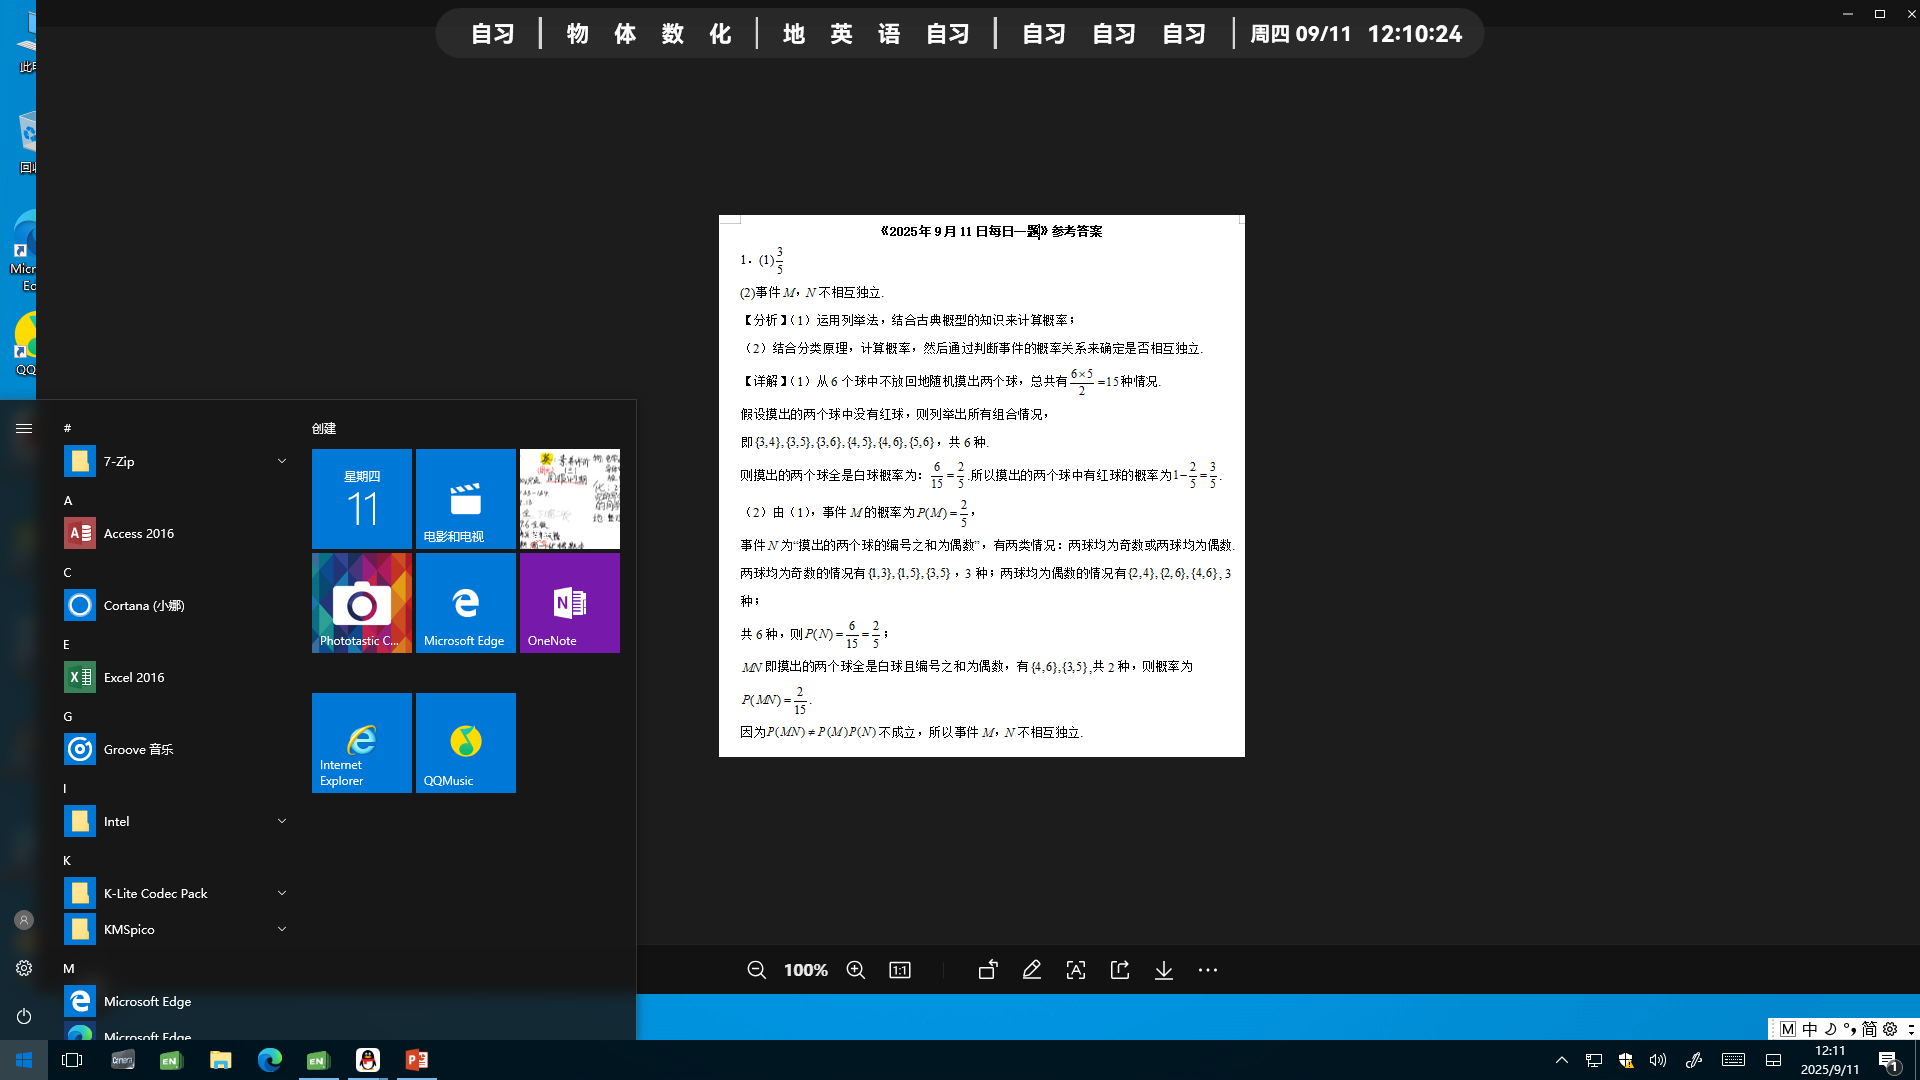 自习 | 物 体 数 化 | 地 英 语 自习 | 自习 自习 自习 | 周四 09/11 12:10:24
回收
Micr
QQ
《2025年9月11日每日一题》参考答案
1. (1) 3/5
(2)事件 M，N 不相互独立.
【分析】（1）运用列举法，结合古典概型的知识来计算概率；
（2）结合分类原理，计算概率，然后通过判断事件的概率关系来确定是否相互独立.
【详解】（1）从 6 个球中不放回地随机摸出两个球，总共有 6×5/2 =15种情况.
假设摸出的两个球中没有红球，则列举出所有组合情况，
即{3,4},{3,5},{3,6},{4,5},{4,6},{5,6}，共 6 种.
则摸出的两个球全是白球概率为：6/15=2/5.所以摸出的两个球中有红球的概率为1−2/5=3/5.
（2）由（1），事件 M 的概率为P(M)=2/5，
事件 N 为“摸出的两个球的编号之和为偶数”，有两类情况：两球均为奇数或两球均为偶数.
两球均为奇数的情况有{1,3},{1,5},{3,5}，3 种；两球均为偶数的情况有{2,4},{2,6},{4,6}, 3
种；
共 6 种，则P(N)=6/15=2/5；
MN 即摸出的两个球全是白球且编号之和为偶数，有{4,6},{3,5},共 2 种，则概率为
P(MN)=2/15.
因为P(MN)≠P(M)P(N)不成立，所以事件 M，N 不相互独立.
#
7-Zip
A
Access 2016
C
Cortana (小娜)
E
Excel 2016
G
Groove 音乐
I
Intel
K
K-Lite Codec Pack
KMSpico
M
Microsoft Edge
Microsoft Edge
创建
星期四
11
电影和电视
Phototastic C...
Microsoft Edge
OneNote
Internet
Explorer
QQMusic
100%
1:1
M 中 简
EN
EN
12:11
2025/9/11
1